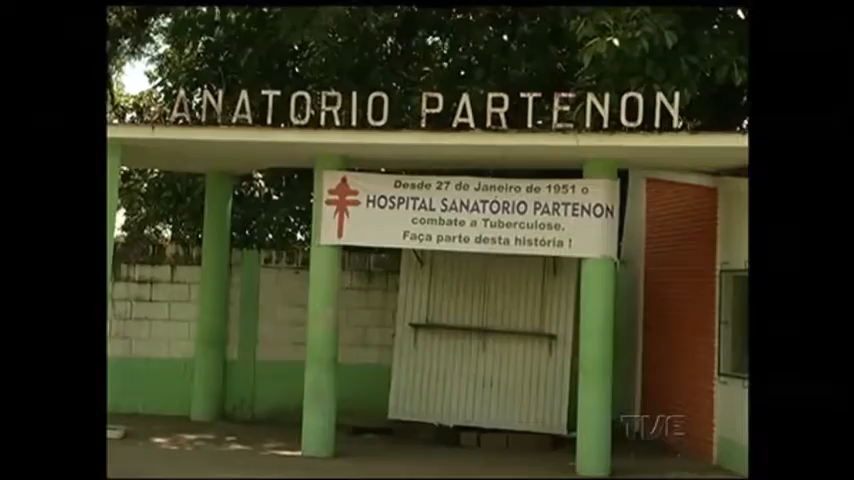 SANATORIO PARTENON
Desde 27 de Janeiro de 1951 o
HOSPITAL SANATÓRIO PARTENON
combate a Tuberculose.
Faça parte desta história !
TVE